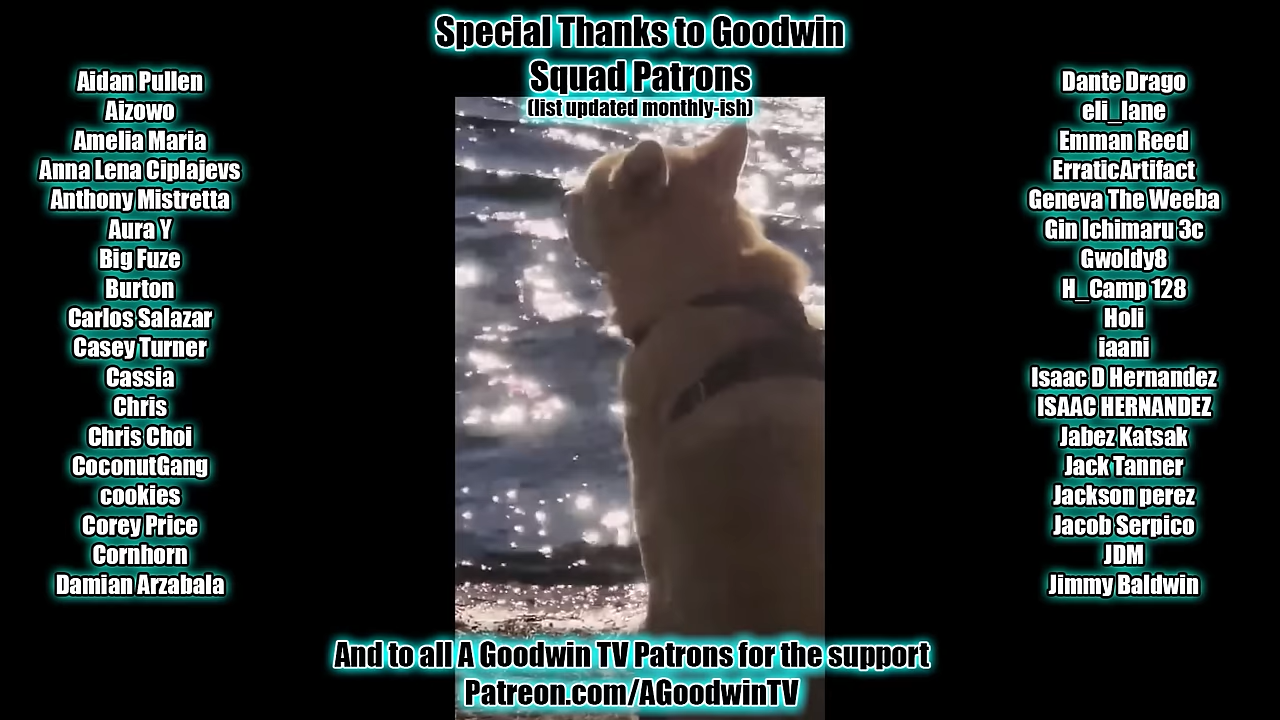 Special Thanks to Goodwin
Squad Patrons
(list updated monthly-ish)
Aidan Pullen
Aizowo
Amelia Maria
Anna Lena Ciplajevs
Anthony Mistretta
Aura Y
Big Fuze
Burton
Carlos Salazar
Casey Turner
Cassia
Chris
Chris Choi
CoconutGang
cookies
Corey Price
Cornhorn
Damian Arzabala
Dante Drago
eli_lane
Emman Reed
ErraticArtifact
Geneva The Weeba
Gin Ichimaru 3c
Gwoldy8
H_Camp 128
Holi
iaani
Isaac D Hernandez
ISAAC HERNANDEZ
Jabez Katsak
Jack Tanner
Jackson perez
Jacob Serpico
JDM
Jimmy Baldwin
And to all A Goodwin TV Patrons for the support
Patreon.com/AGoodwinTV